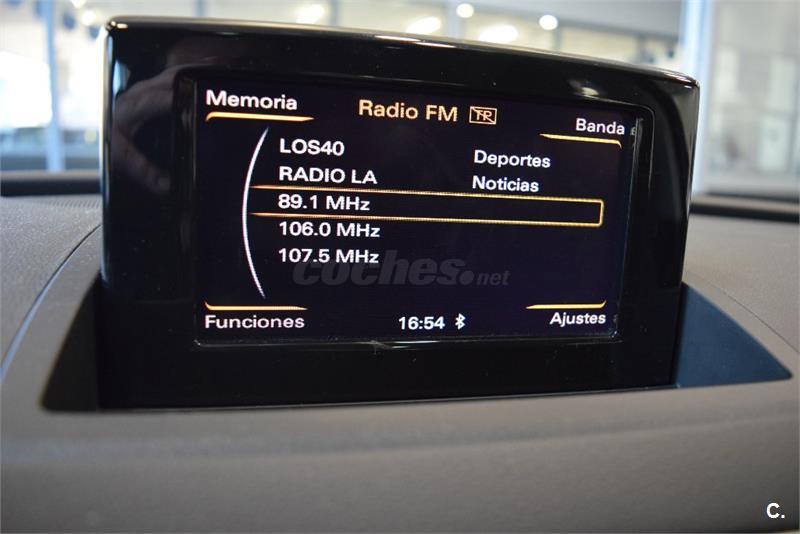 Memoria
Radio FM TP
Banda
LOS40
RADIO LA
89.1 MHz
106.0 MHz
107.5 MHz
Deportes
Noticias
coches.net
Funciones
16:54
Ajustes
C.